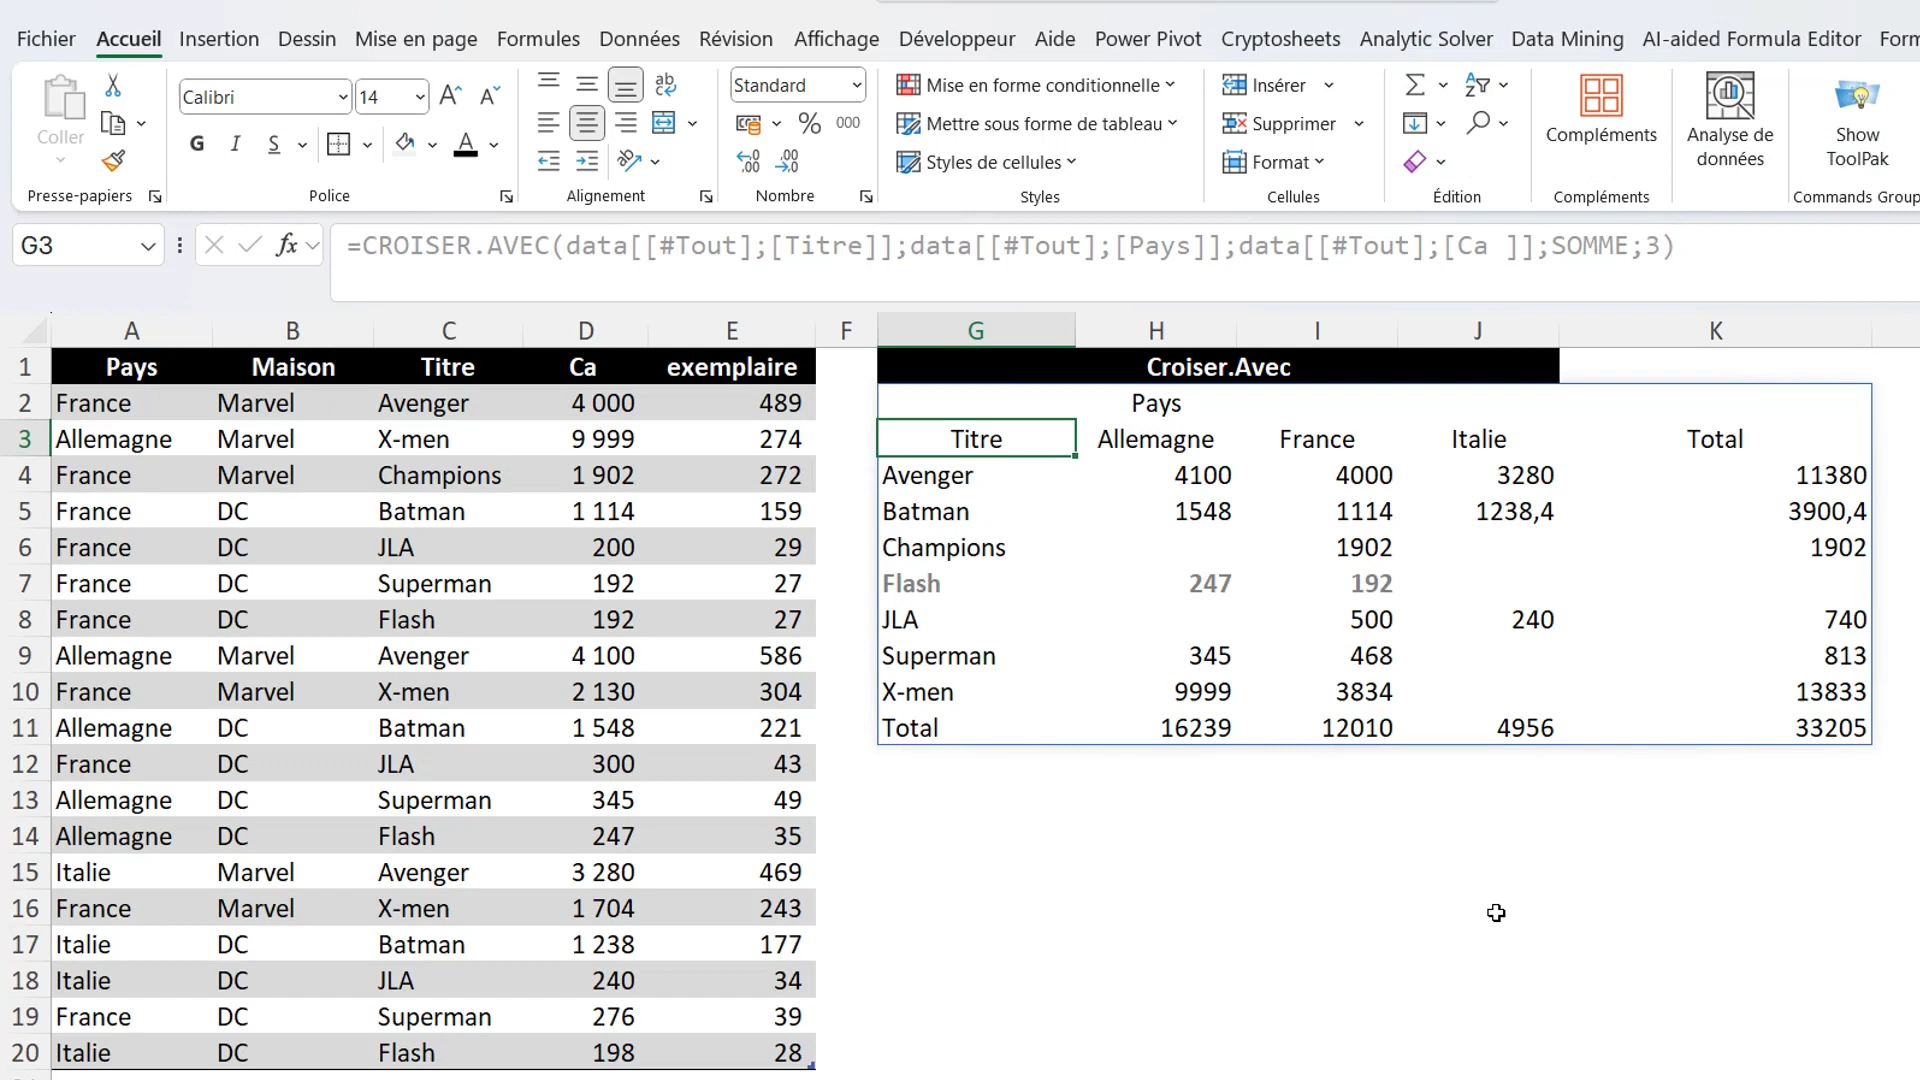 Fichier Accueil Insertion Dessin Mise en page Formules Données Révision Affichage Développeur Aide Power Pivot Cryptosheets Analytic Solver Data Mining AI-aided Formula Editor Form
Coller
Presse-papiers
Calibri 14
G I S
Police
ab
Alignement
Standard
% 000
Nombre
Mise en forme conditionnelle
Mettre sous forme de tableau
Styles de cellules
Styles
Insérer
Supprimer
Format
Cellules
Édition
Compléments
Compléments
Analyse de
données
Show
ToolPak
Commands Group
G3 fx =CROISER.AVEC(data[[#Tout];[Titre]];data[[#Tout];[Pays]];data[[#Tout];[Ca ]];SOMME;3)
A B C D E F G H I J K
1 Pays Maison Titre Ca exemplaire Croiser.Avec
2 France Marvel Avenger 4 000 489 Pays
3 Allemagne Marvel X-men 9 999 274 Titre Allemagne France Italie Total
4 France Marvel Champions 1 902 272 Avenger 4100 4000 3280 11380
5 France DC Batman 1 114 159 Batman 1548 1114 1238,4 3900,4
6 France DC JLA 200 29 Champions 1902 1902
7 France DC Superman 192 27 Flash 247 192
8 France DC Flash 192 27 JLA 500 240 740
9 Allemagne Marvel Avenger 4 100 586 Superman 345 468 813
10 France Marvel X-men 2 130 304 X-men 9999 3834 13833
11 Allemagne DC Batman 1 548 221 Total 16239 12010 4956 33205
12 France DC JLA 300 43
13 Allemagne DC Superman 345 49
14 Allemagne DC Flash 247 35
15 Italie Marvel Avenger 3 280 469
16 France Marvel X-men 1 704 243
17 Italie DC Batman 1 238 177
18 Italie DC JLA 240 34
19 France DC Superman 276 39
20 Italie DC Flash 198 28